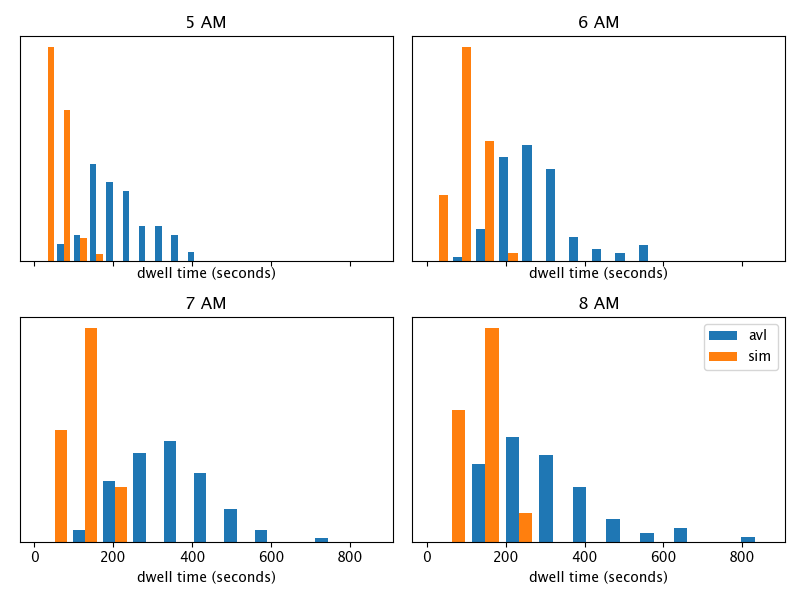 5 AM
6 AM
dwell time (seconds)
dwell time (seconds)
7 AM
8 AM
avl
sim
0 200 400 600 800
0 200 400 600 800
dwell time (seconds)
dwell time (seconds)